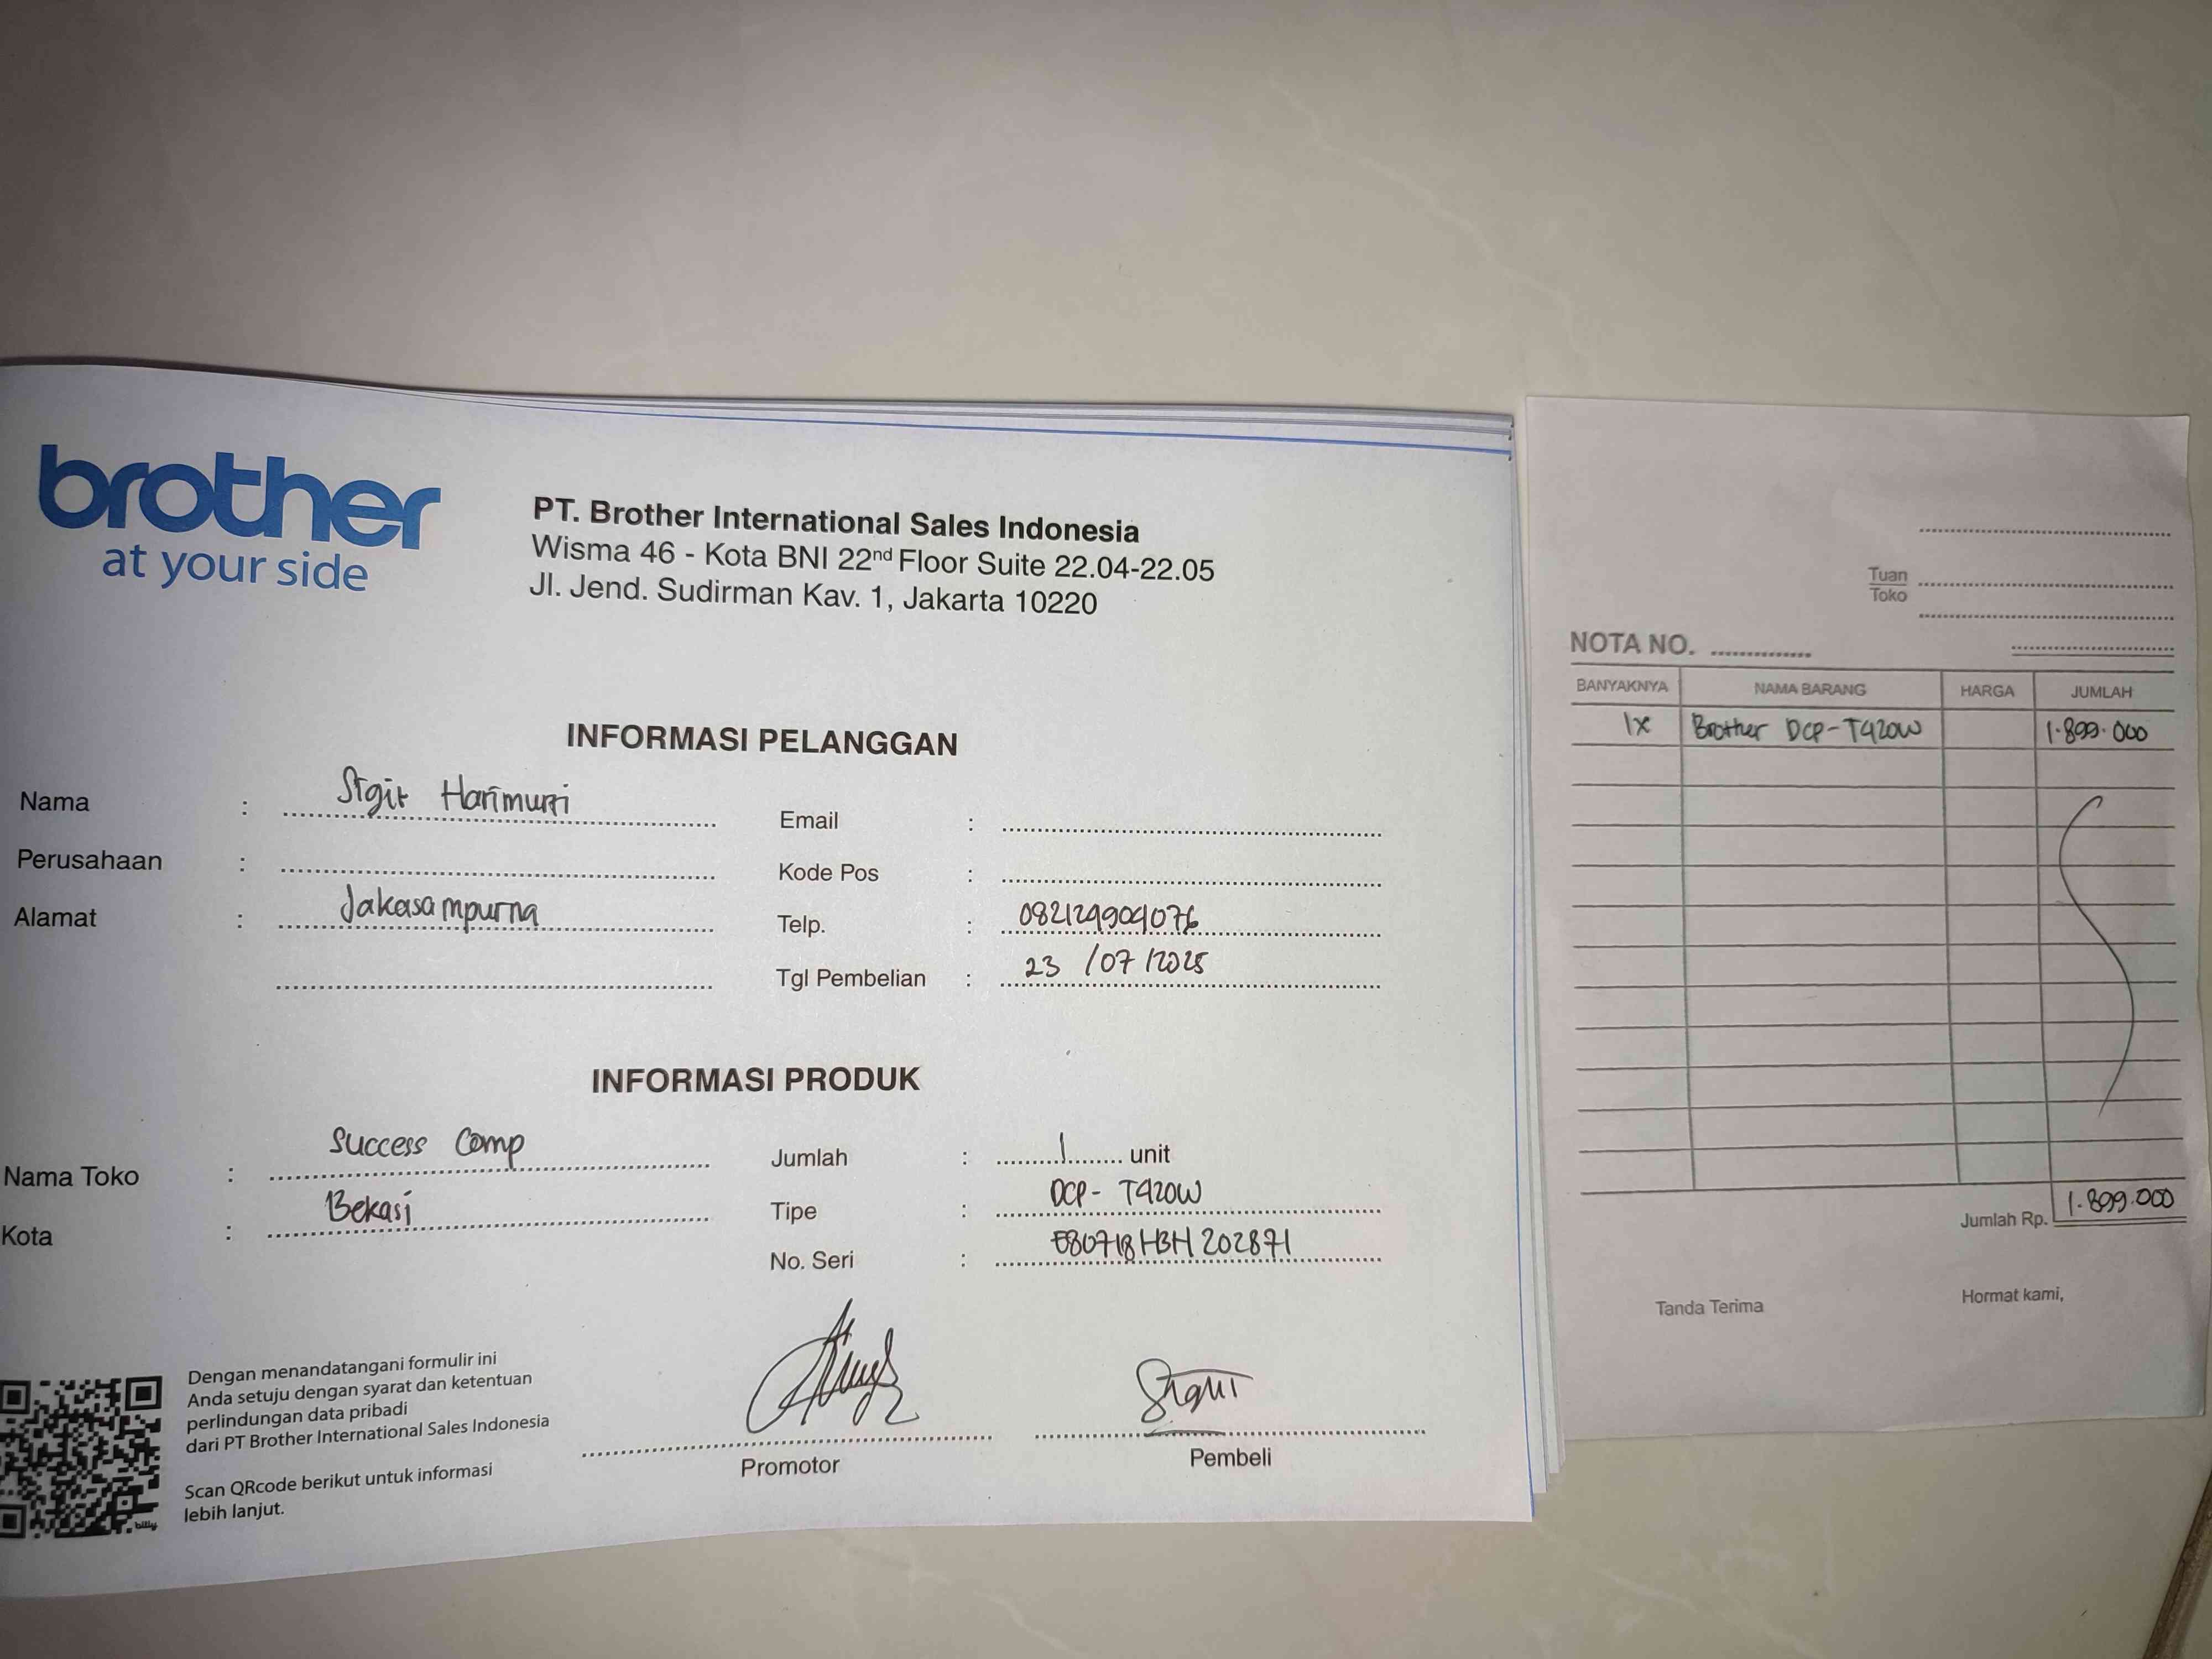 brother
at your side
PT. Brother International Sales Indonesia
Wisma 46 - Kota BNI 22nd Floor Suite 22.04-22.05
Jl. Jend. Sudirman Kav. 1, Jakarta 10220
INFORMASI PELANGGAN
Nama : Sigit Harimurti
Perusahaan :
Alamat : Jakasampurna
Email :
Kode Pos :
Telp. : 082129909076
Tgl Pembelian : 23 /07 /2025
INFORMASI PRODUK
Nama Toko : Success Comp
Kota : Bekasi
Jumlah : 1 unit
Tipe : DCP- T420W
No. Seri : E80718H3H202871
Dengan menandatangani formulir ini
Anda setuju dengan syarat dan ketentuan
perlindungan data pribadi
dari PT Brother International Sales Indonesia
Scan QRcode berikut untuk informasi
lebih lanjut.
billy
Promotor
Sigit
Pembeli
Tuan
Toko
NOTA NO.
BANYAKNYA NAMA BARANG HARGA JUMLAH
1x Brother DCP-T420W 1.899.000
Jumlah Rp. 1.899.000
Tanda Terima
Hormat kami,